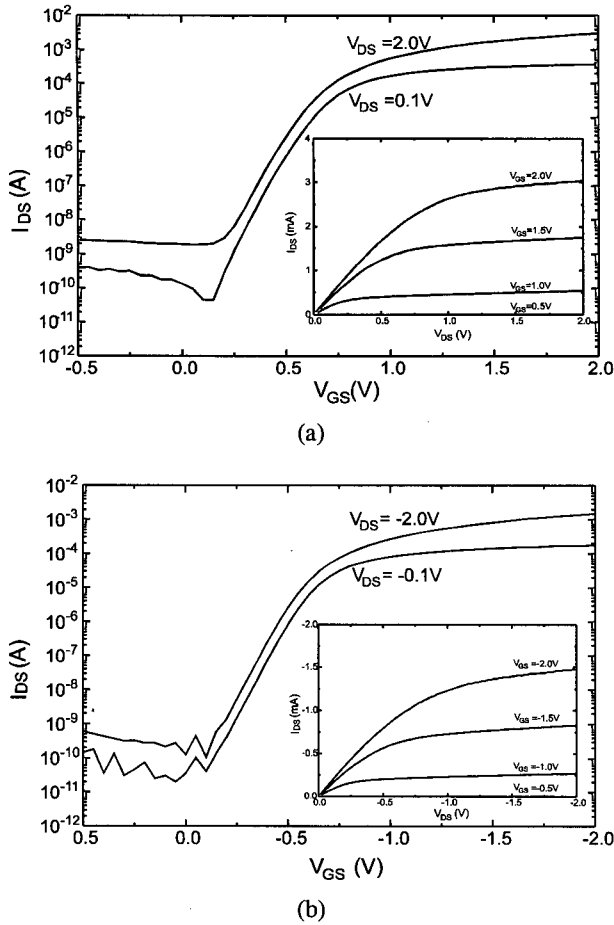 10⁻²
10⁻³
10⁻⁴
10⁻⁵
10⁻⁶
10⁻⁷
10⁻⁸
10⁻⁹
10⁻¹⁰
10⁻¹¹
10⁻¹²
I_DS (A)
V_DS =2.0V
V_DS =0.1V
4
3
2
1
0
I_DS (mA)
V_GS=2.0V
V_GS=1.5V
V_GS=1.0V
V_GS=0.5V
0.0 0.5 1.0 1.5 2.0
V_DS (V)
-0.5 0.0 0.5 1.0 1.5 2.0
V_GS(V)
(a)
10⁻²
10⁻³
10⁻⁴
10⁻⁵
10⁻⁶
10⁻⁷
10⁻⁸
10⁻⁹
10⁻¹⁰
10⁻¹¹
10⁻¹²
I_DS (A)
V_DS= -2.0V
V_DS= -0.1V
-2.0
-1.5
-1.0
-0.5
0.0
I_DS (mA)
V_GS=-2.0V
V_GS=-1.5V
V_GS=-1.0V
V_GS=-0.5V
0.0 -0.5 -1.0 -1.5 -2.0
V_DS (V)
0.5 0.0 -0.5 -1.0 -1.5 -2.0
V_GS (V)
(b)